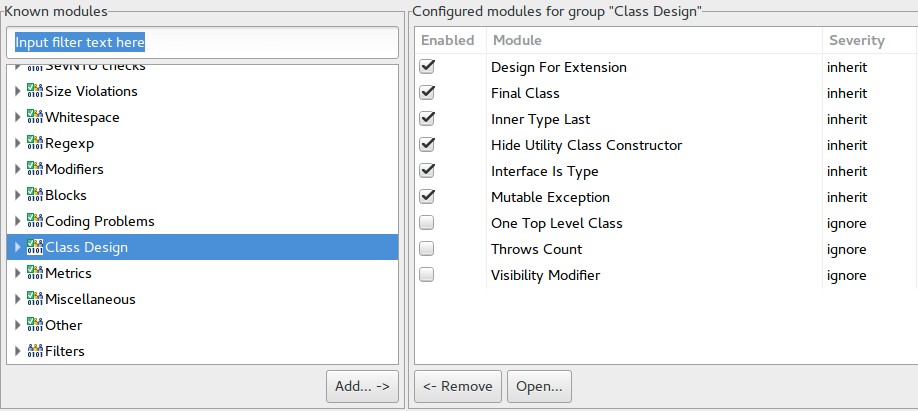 Known modules
Input filter text here
SevNTU checks
Size Violations
Whitespace
Regexp
Modifiers
Blocks
Coding Problems
Class Design
Metrics
Miscellaneous
Other
Filters
Add... ->
Configured modules for group "Class Design"
Enabled Module Severity
Design For Extension inherit
Final Class inherit
Inner Type Last inherit
Hide Utility Class Constructor inherit
Interface Is Type inherit
Mutable Exception inherit
One Top Level Class ignore
Throws Count ignore
Visibility Modifier ignore
<- Remove
Open...